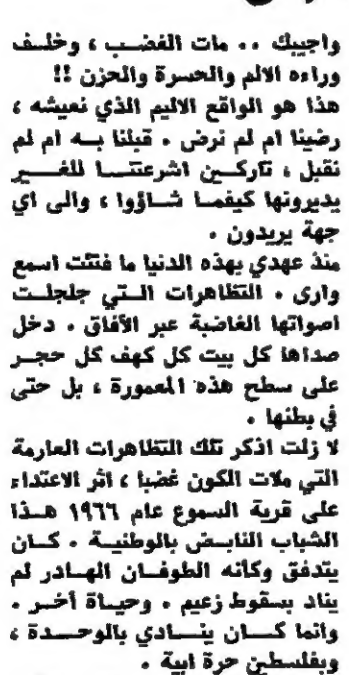 واجيبك .. مات الغضب ، وخلف
وراءه الالم والحسرة والحزن !!
هذا هو الواقع الاليم الذي نعيشه ،
رضينا ام لم نرض . قبلنا به ام لم
نقبل ، تاركين اشرعتنا للغير
يديرونها كيفما شاؤوا ، والى اي
جهة يريدون .
منذ عهدي بهذه الدنيا ما فتئت اسمع
وارى . التظاهرات التي جلجلت
اصواتها الغاضبة عبر الآفاق . دخل
صداها كل بيت كل كهف كل حجر
على سطح هذه المعمورة ، بل حتى
في بطنها .
لا زلت اذكر تلك التظاهرات العارمة
التي ملات الكون غضبا ، اثر الاعتداء
على قرية السموع عام ١٩٦٦ هذا
الشباب النابض بالوطنية . كان
يتدفق وكأنه الطوفان الهادر لم
يناد بسقوط زعيم . وحياة أخر .
وانما كان ينادي بالوحدة ،
وبفلسطين حرة ابية .